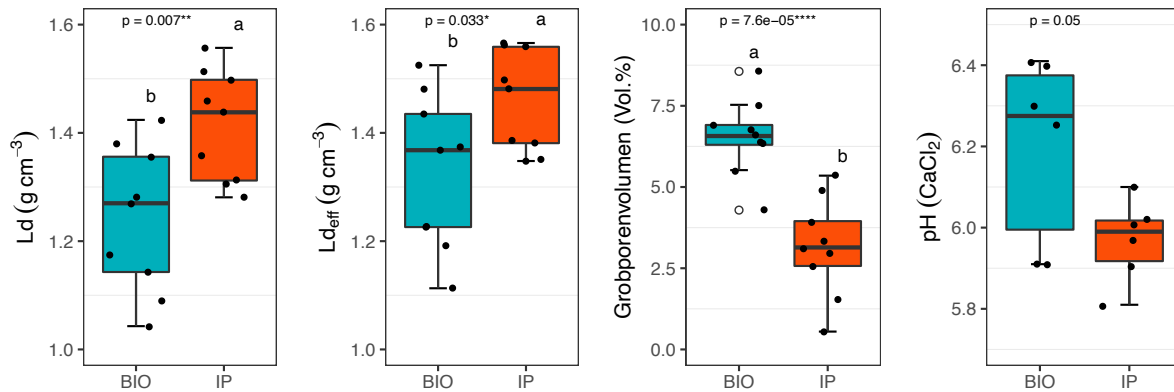 p = 0.007**
a
b
Ld (g cm⁻³)
1.6
1.4
1.2
1.0
BIO
IP
p = 0.033*
a
b
Ld_eff (g cm⁻³)
1.6
1.4
1.2
1.0
BIO
IP
p = 7.6e−05****
a
b
Grobporenvolumen (Vol.%)
10.0
7.5
5.0
2.5
0.0
BIO
IP
p = 0.05
pH (CaCl₂)
6.4
6.2
6.0
5.8
BIO
IP